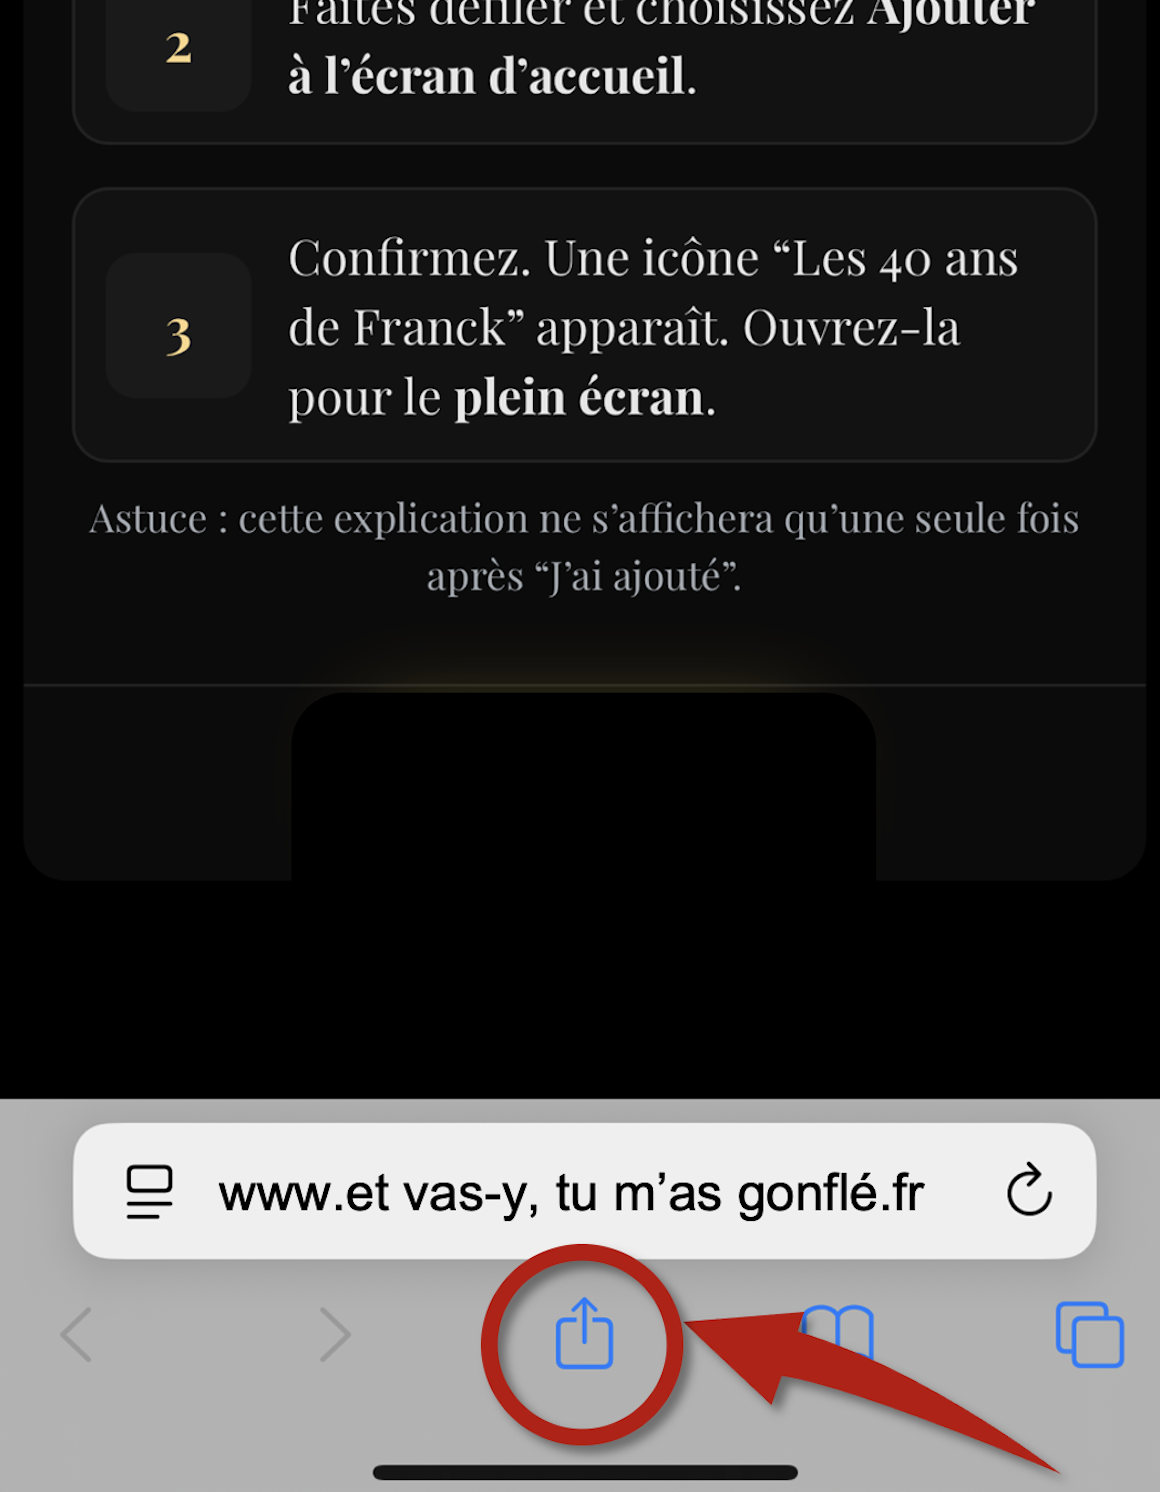 Faites défiler et choisissez Ajouter
2
à l’écran d’accueil.
Confirmez. Une icône “Les 40 ans
3
de Franck” apparaît. Ouvrez-la
pour le plein écran.
Astuce : cette explication ne s’affichera qu’une seule fois
après “J’ai ajouté”.
www.et vas-y, tu m’as gonflé.fr